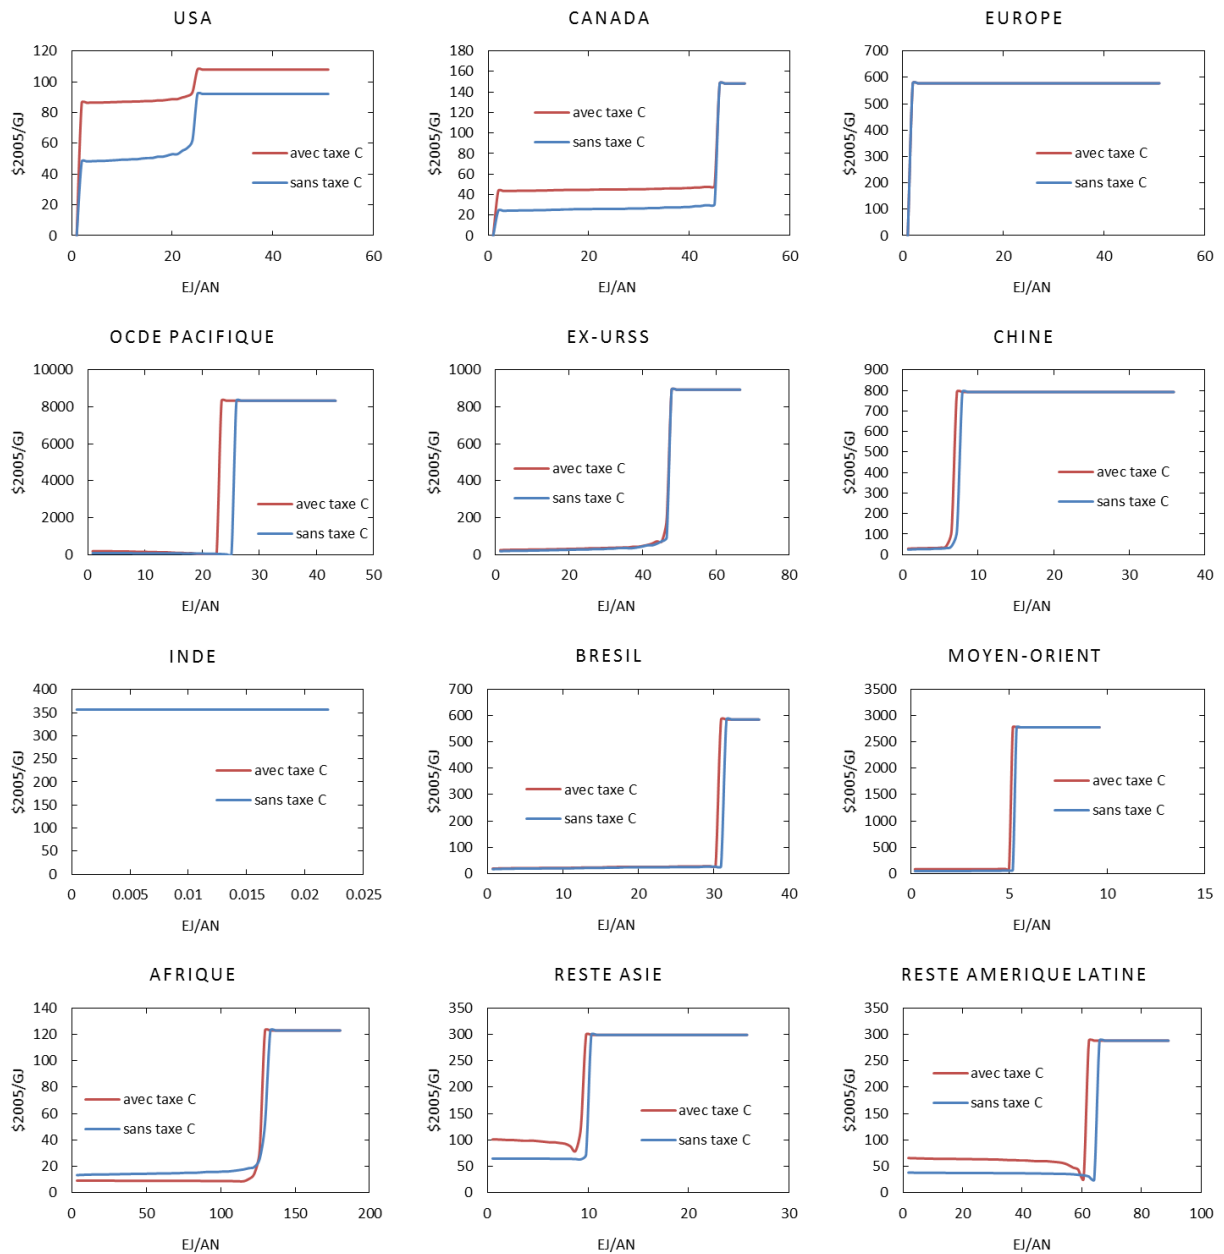 USA
120
100
80
60
40
20
0
$2005/GJ
avec taxe C
sans taxe C
0 20 40 60
EJ/AN
CANADA
180
160
140
120
100
80
60
40
20
0
$2005/GJ
avec taxe C
sans taxe C
0 20 40 60
EJ/AN
EUROPE
700
600
500
400
300
200
100
0
$2005/GJ
avec taxe C
sans taxe C
0 20 40 60
EJ/AN
OCDE PACIFIQUE
10000
8000
6000
4000
2000
0
$2005/GJ
avec taxe C
sans taxe C
0 10 20 30 40 50
EJ/AN
EX-URSS
1000
800
600
400
200
0
$2005/GJ
avec taxe C
sans taxe C
0 20 40 60 80
EJ/AN
CHINE
900
800
700
600
500
400
300
200
100
0
$2005/GJ
avec taxe C
sans taxe C
0 10 20 30 40
EJ/AN
INDE
400
350
300
250
200
150
100
50
0
$2005/GJ
avec taxe C
sans taxe C
0 0.005 0.01 0.015 0.02 0.025
EJ/AN
BRESIL
700
600
500
400
300
200
100
0
$2005/GJ
avec taxe C
sans taxe C
0 10 20 30 40
EJ/AN
MOYEN-ORIENT
3500
3000
2500
2000
1500
1000
500
0
$2005/GJ
avec taxe C
sans taxe C
0 5 10 15
EJ/AN
AFRIQUE
140
120
100
80
60
40
20
0
$2005/GJ
avec taxe C
sans taxe C
0 50 100 150 200
EJ/AN
RESTE ASIE
350
300
250
200
150
100
50
0
$2005/GJ
avec taxe C
sans taxe C
0 10 20 30
EJ/AN
RESTE AMERIQUE LATINE
350
300
250
200
150
100
50
0
$2005/GJ
avec taxe C
sans taxe C
0 20 40 60 80 100
EJ/AN